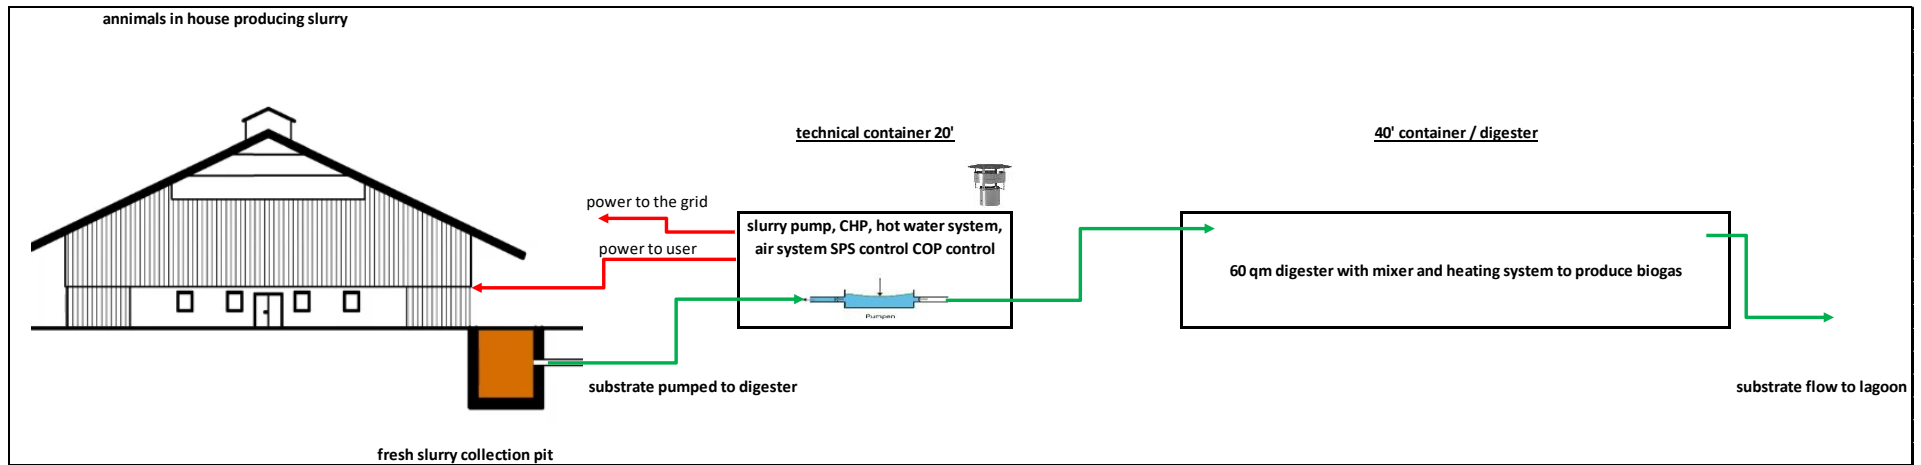 annimals in house producing slurry
technical container 20'
40' container / digester
power to the grid
slurry pump, CHP, hot water system,
air system SPS control COP control
power to user
60 qm digester with mixer and heating system to produce biogas
Pumpen
substrate pumped to digester
substrate flow to lagoon
fresh slurry collection pit